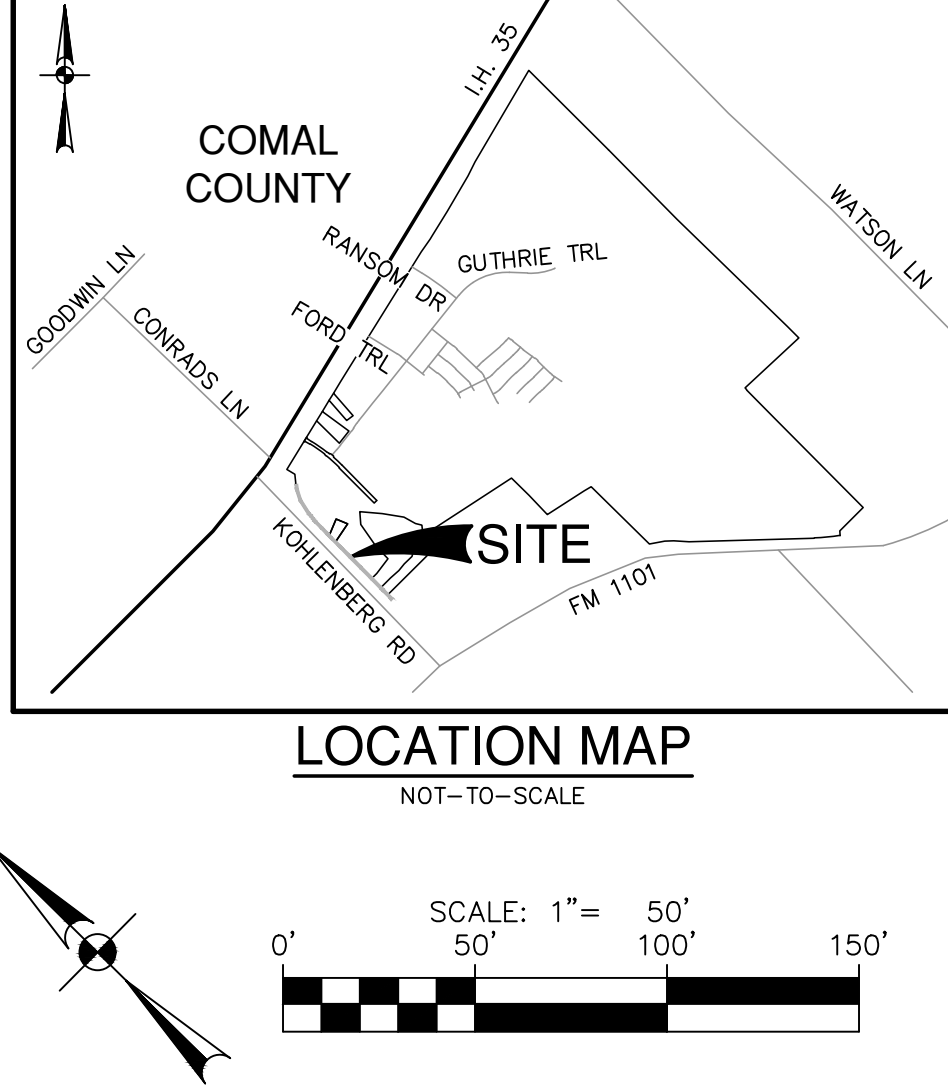 I.H. 35
COMAL
COUNTY
WATSON LN
RANSOM DR
GUTHRIE TRL
GOODWIN LN
FORD TRL
CONRADS LN
SITE
KOHLENBERG RD
FM 1101
LOCATION MAP
NOT-TO-SCALE
SCALE: 1"= 50'
0' 50' 100' 150'